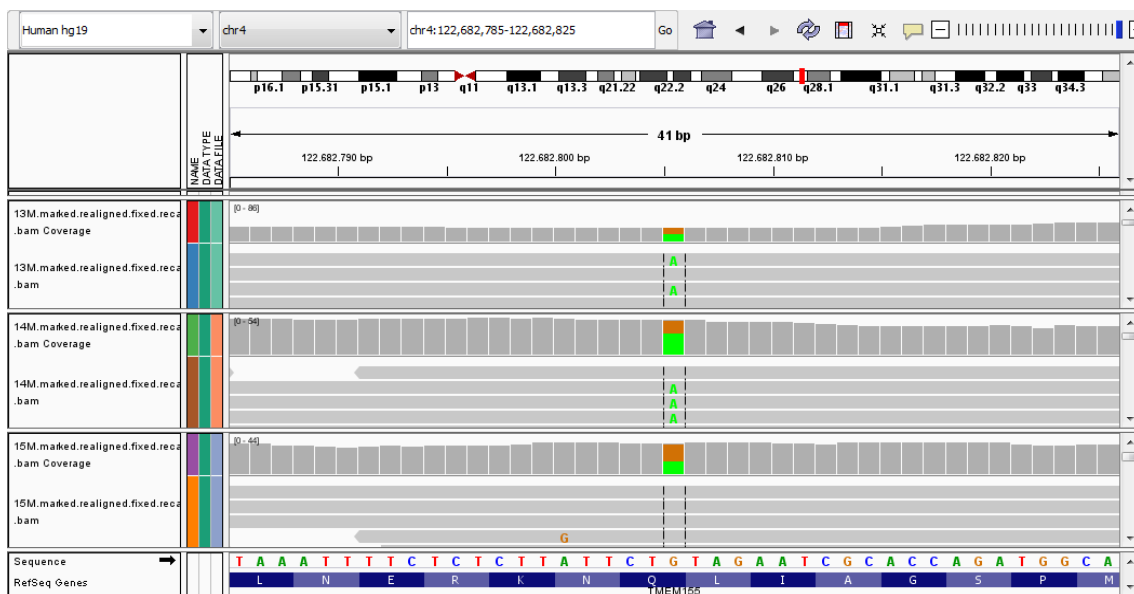 Human hg19 chr4 chr4:122,682,785-122,682,825 Go
p16.1 p15.31 p15.1 p13 q11 q13.1 q13.3 q21.22 q22.2 q24 q26 q28.1 q31.1 q31.3 q32.2 q33 q34.3
41 bp
122.682.790 bp 122.682.800 bp 122.682.810 bp 122.682.820 bp
NAME
DATA TYPE
DATA FILE
13M.marked.realigned.fixed.reca
.bam Coverage
[0 - 86]
13M.marked.realigned.fixed.reca
.bam
A
A
14M.marked.realigned.fixed.reca
.bam Coverage
[0 - 54]
14M.marked.realigned.fixed.reca
.bam
A
A
A
15M.marked.realigned.fixed.reca
.bam Coverage
[0 - 44]
15M.marked.realigned.fixed.reca
.bam
G
Sequence T A A A T T T T C T C T C T T A T T C T G T A G A A T C G C A C C A G A T G G C A
RefSeq Genes L N E R K N Q L I A G S P M
TMEM155